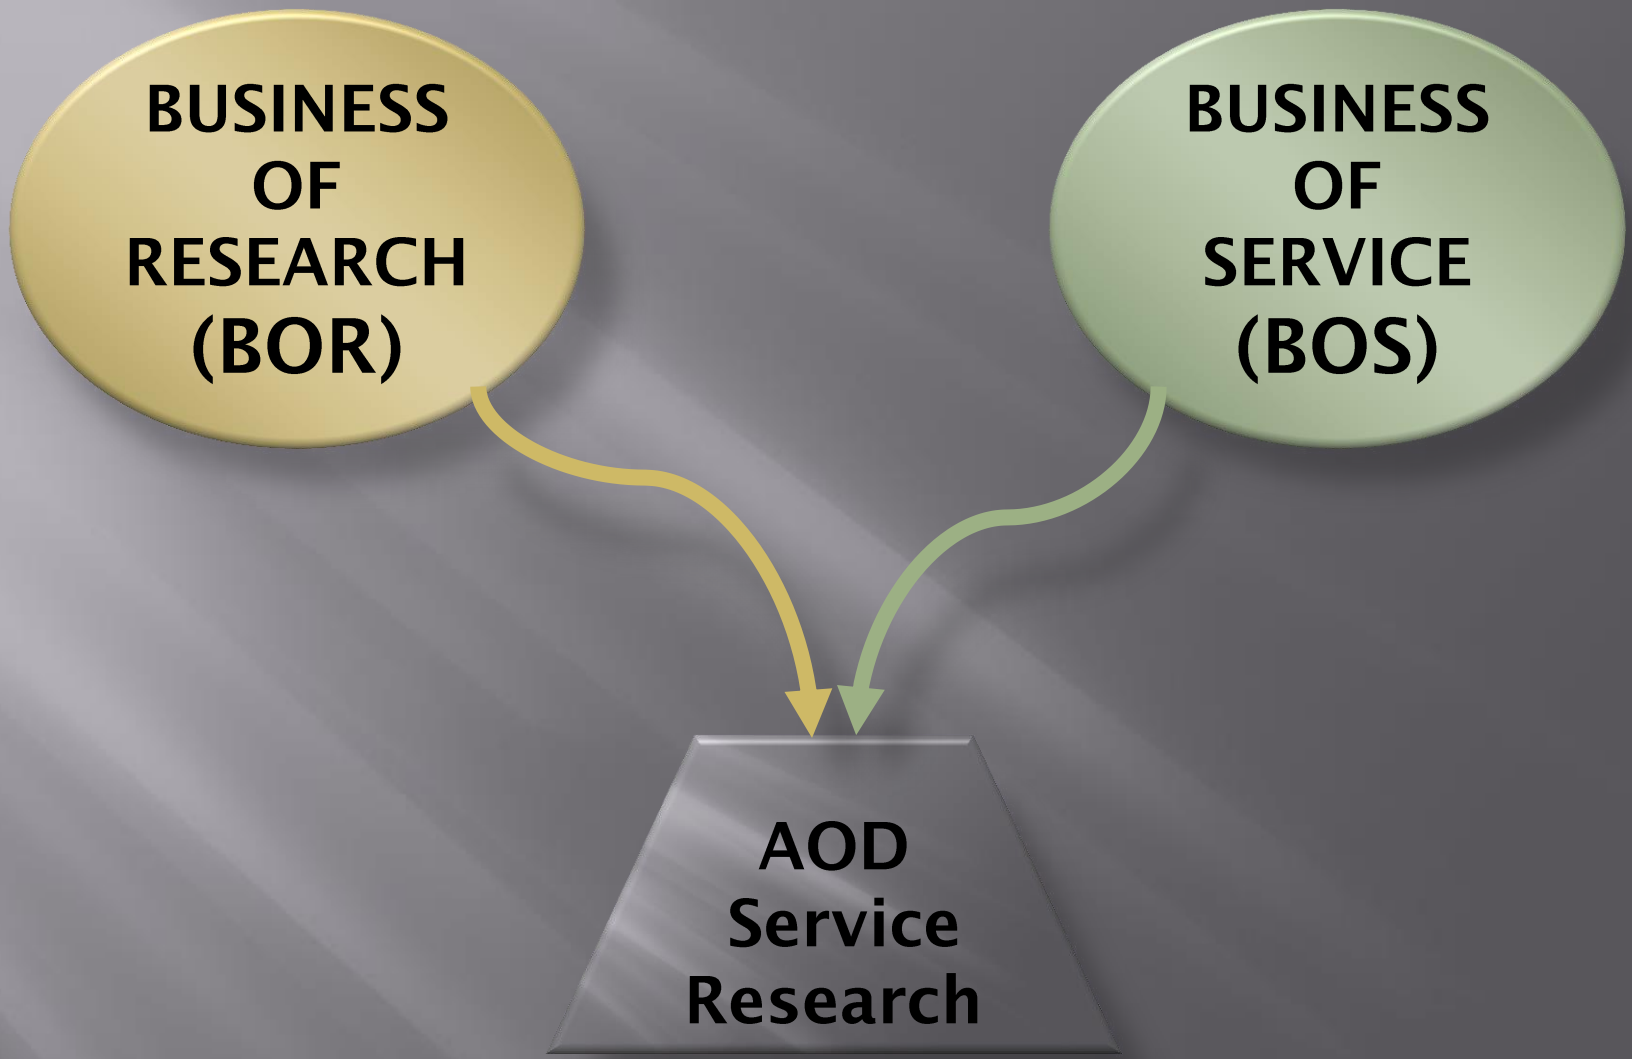 BUSINESS
OF
RESEARCH
(BOR)
BUSINESS
OF
SERVICE
(BOS)
AOD
Service
Research